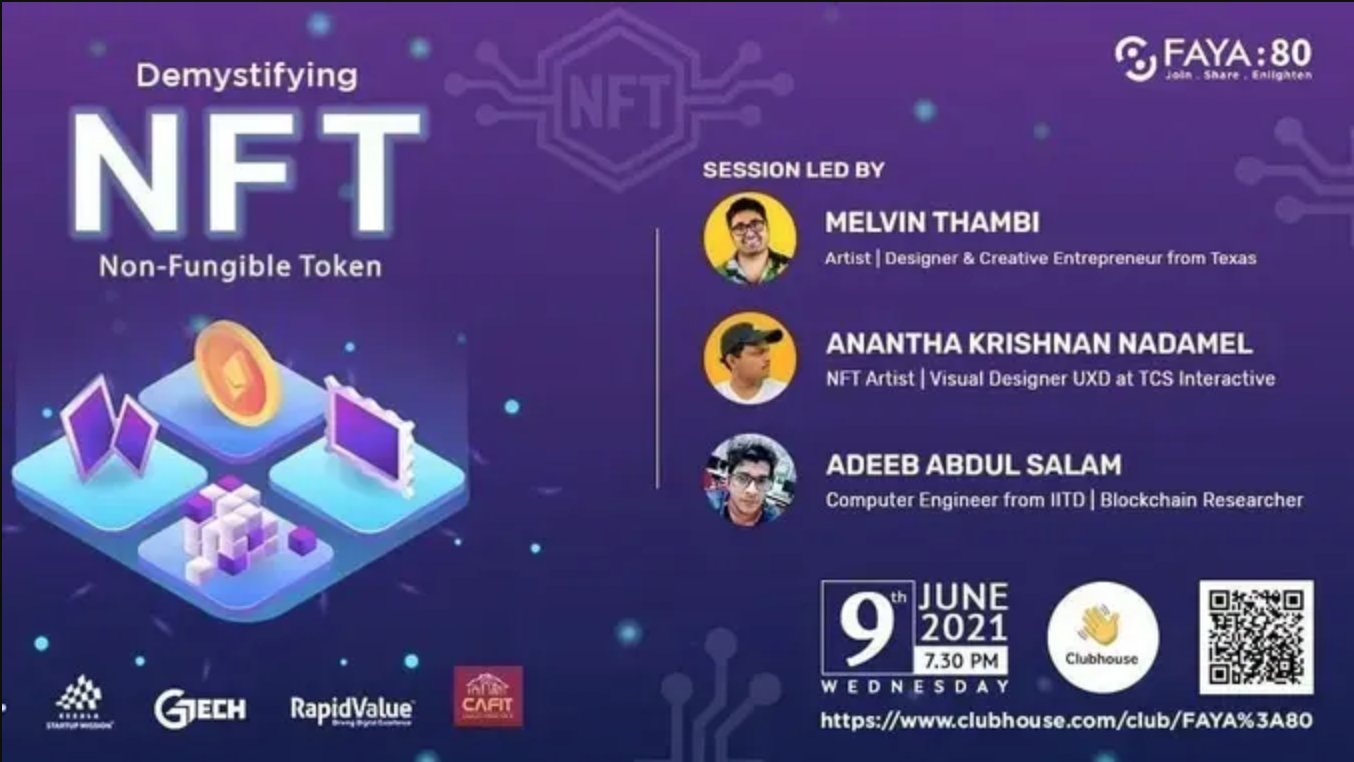 Demystifying
NFT
Non-Fungible Token
NFT
FAYA:80
Join . Share . Enlighten
SESSION LED BY
MELVIN THAMBI
Artist | Designer & Creative Entrepreneur from Texas
ANANTHA KRISHNAN NADAMEL
NFT Artist | Visual Designer UXD at TCS Interactive
ADEEB ABDUL SALAM
Computer Engineer from IITD | Blockchain Researcher
9th JUNE
2021
7.30 PM
WEDNESDAY
Clubhouse
https://www.clubhouse.com/club/FAYA%3A80
KERALA
STARTUP MISSION
GTECH
RapidValue
Driving Digital Excellence
CAFIT